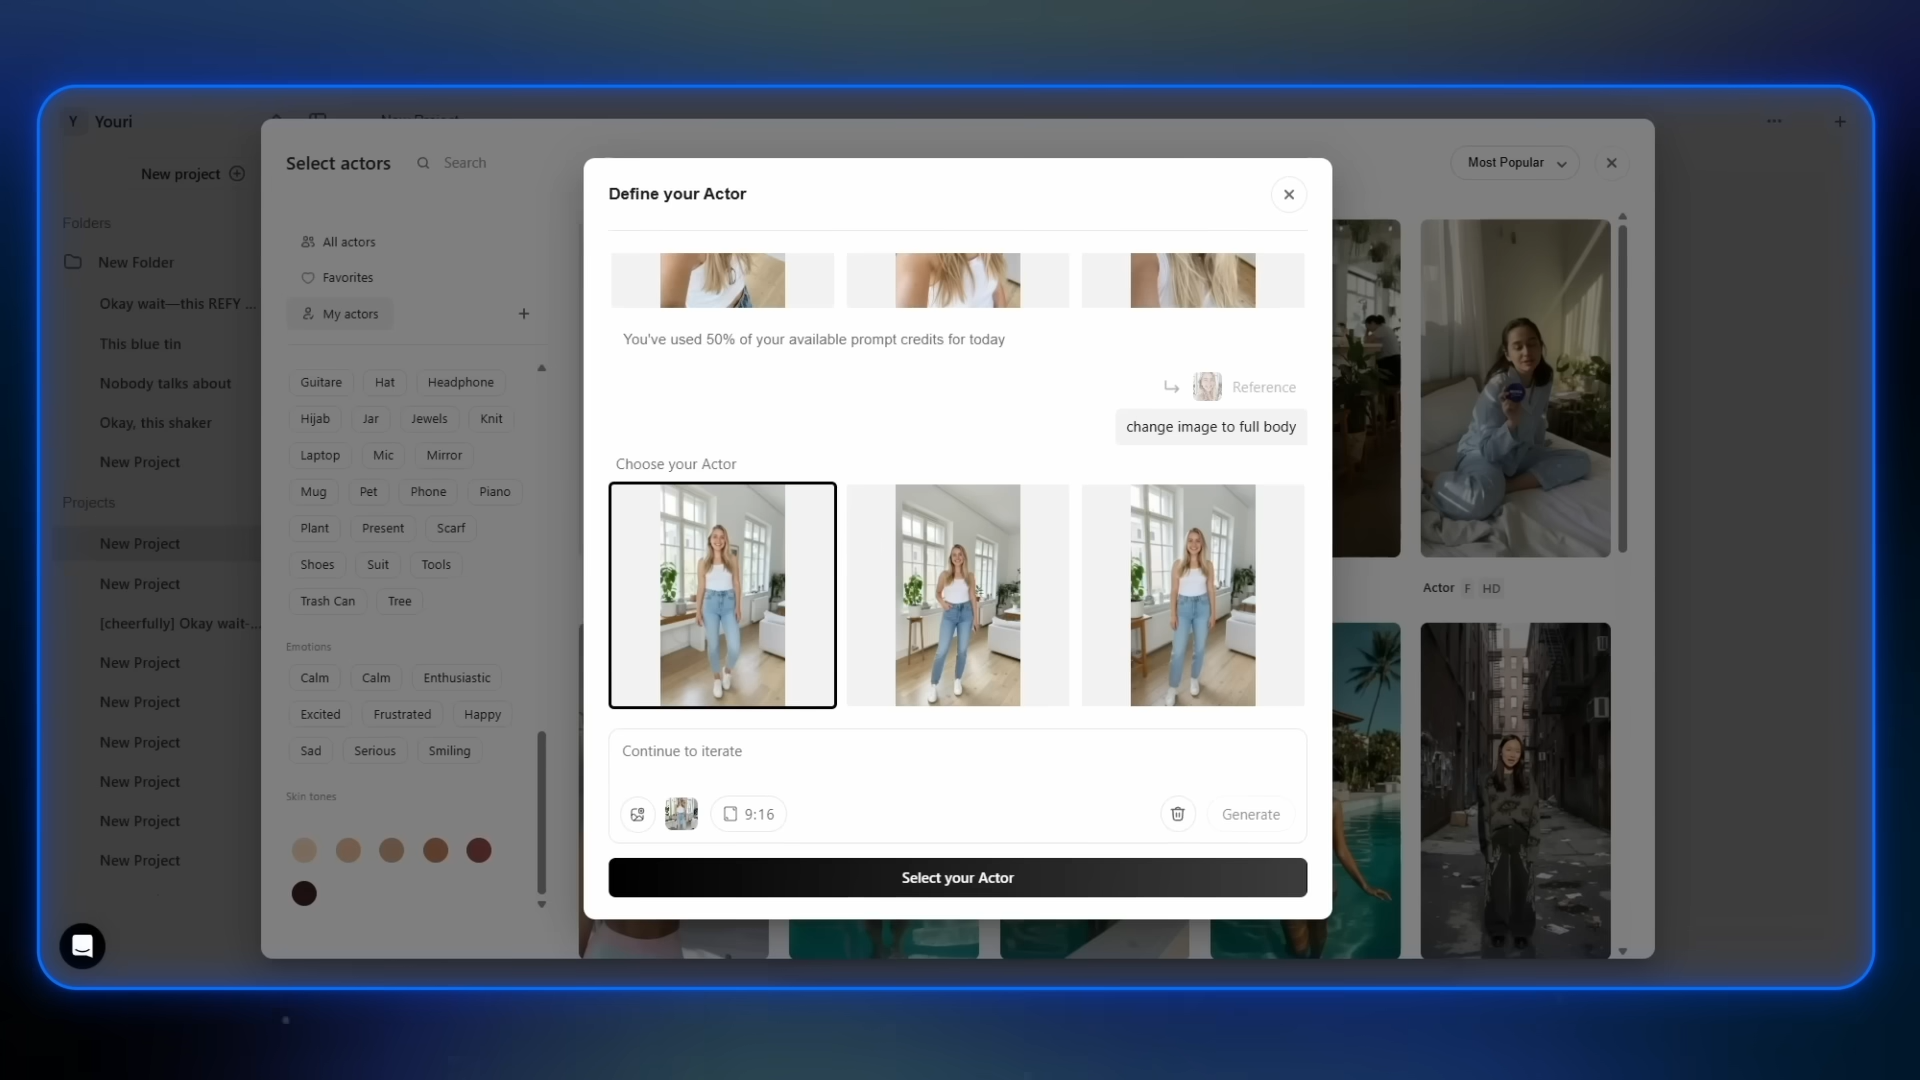 Y Youri
New project
Folders
New Folder
Okay wait—this REFY ...
This blue tin
Nobody talks about
Okay, this shaker
New Project
Projects
New Project
New Project
[cheerfully] Okay wait-...
New Project
New Project
New Project
New Project
New Project
New Project
New Project
Select actors
Search
Most Popular
All actors
Favorites
My actors
Guitare Hat Headphone
Hijab Jar Jewels Knit
Laptop Mic Mirror
Mug Pet Phone Piano
Plant Present Scarf
Shoes Suit Tools
Trash Can Tree
Emotions
Calm Calm Enthusiastic
Excited Frustrated Happy
Sad Serious Smiling
Skin tones
Define your Actor
You've used 50% of your available prompt credits for today
Reference
change image to full body
Choose your Actor
Continue to iterate
9:16
Generate
Select your Actor
Actor F HD